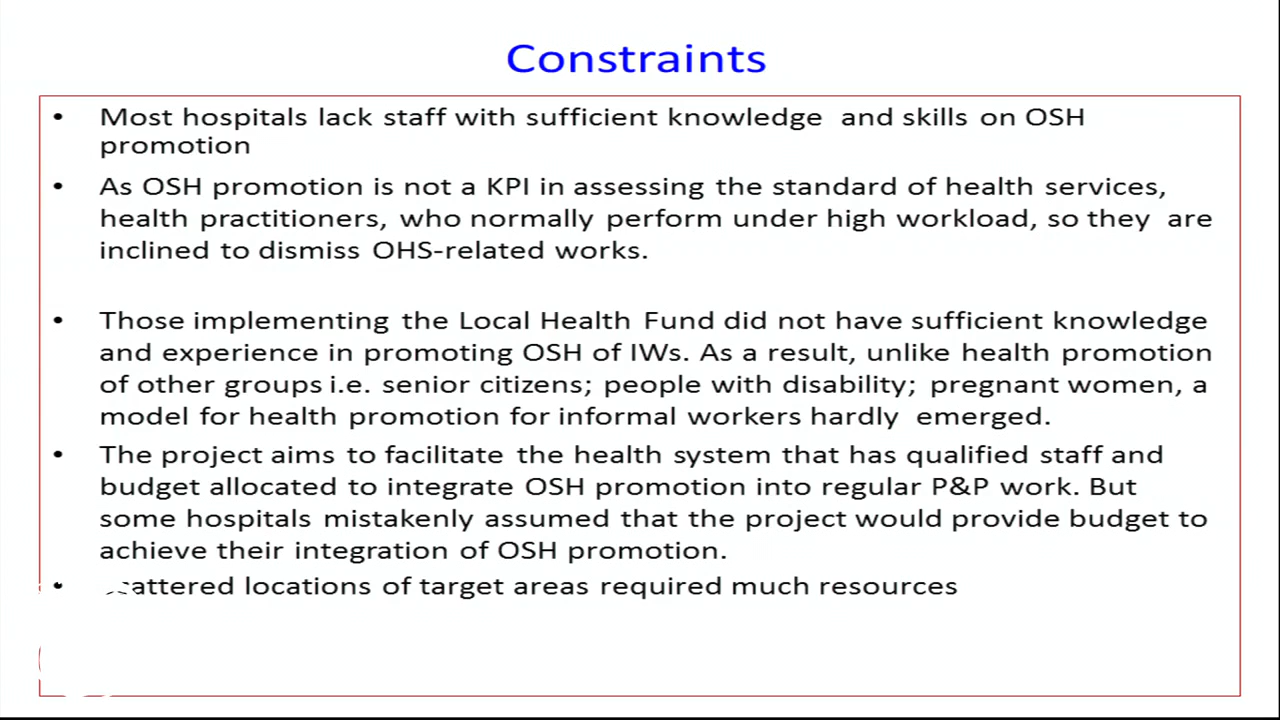 Constraints
• Most hospitals lack staff with sufficient knowledge and skills on OSH
promotion
• As OSH promotion is not a KPI in assessing the standard of health services,
health practitioners, who normally perform under high workload, so they are
inclined to dismiss OHS-related works.
• Those implementing the Local Health Fund did not have sufficient knowledge
and experience in promoting OSH of IWs. As a result, unlike health promotion
of other groups i.e. senior citizens; people with disability; pregnant women, a
model for health promotion for informal workers hardly emerged.
• The project aims to facilitate the health system that has qualified staff and
budget allocated to integrate OSH promotion into regular P&P work. But
some hospitals mistakenly assumed that the project would provide budget to
achieve their integration of OSH promotion.
• locations of target areas required much resources